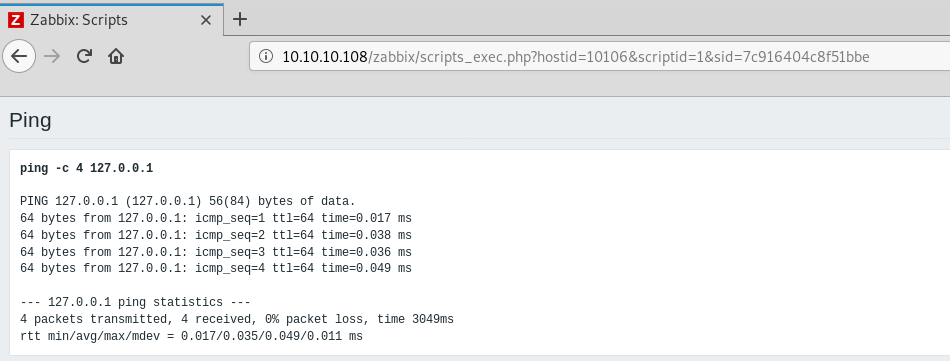 Z Zabbix: Scripts
10.10.10.108/zabbix/scripts_exec.php?hostid=10106&scriptid=1&sid=7c916404c8f51bbe
Ping
ping -c 4 127.0.0.1
PING 127.0.0.1 (127.0.0.1) 56(84) bytes of data.
64 bytes from 127.0.0.1: icmp_seq=1 ttl=64 time=0.017 ms
64 bytes from 127.0.0.1: icmp_seq=2 ttl=64 time=0.038 ms
64 bytes from 127.0.0.1: icmp_seq=3 ttl=64 time=0.036 ms
64 bytes from 127.0.0.1: icmp_seq=4 ttl=64 time=0.049 ms
--- 127.0.0.1 ping statistics ---
4 packets transmitted, 4 received, 0% packet loss, time 3049ms
rtt min/avg/max/mdev = 0.017/0.035/0.049/0.011 ms